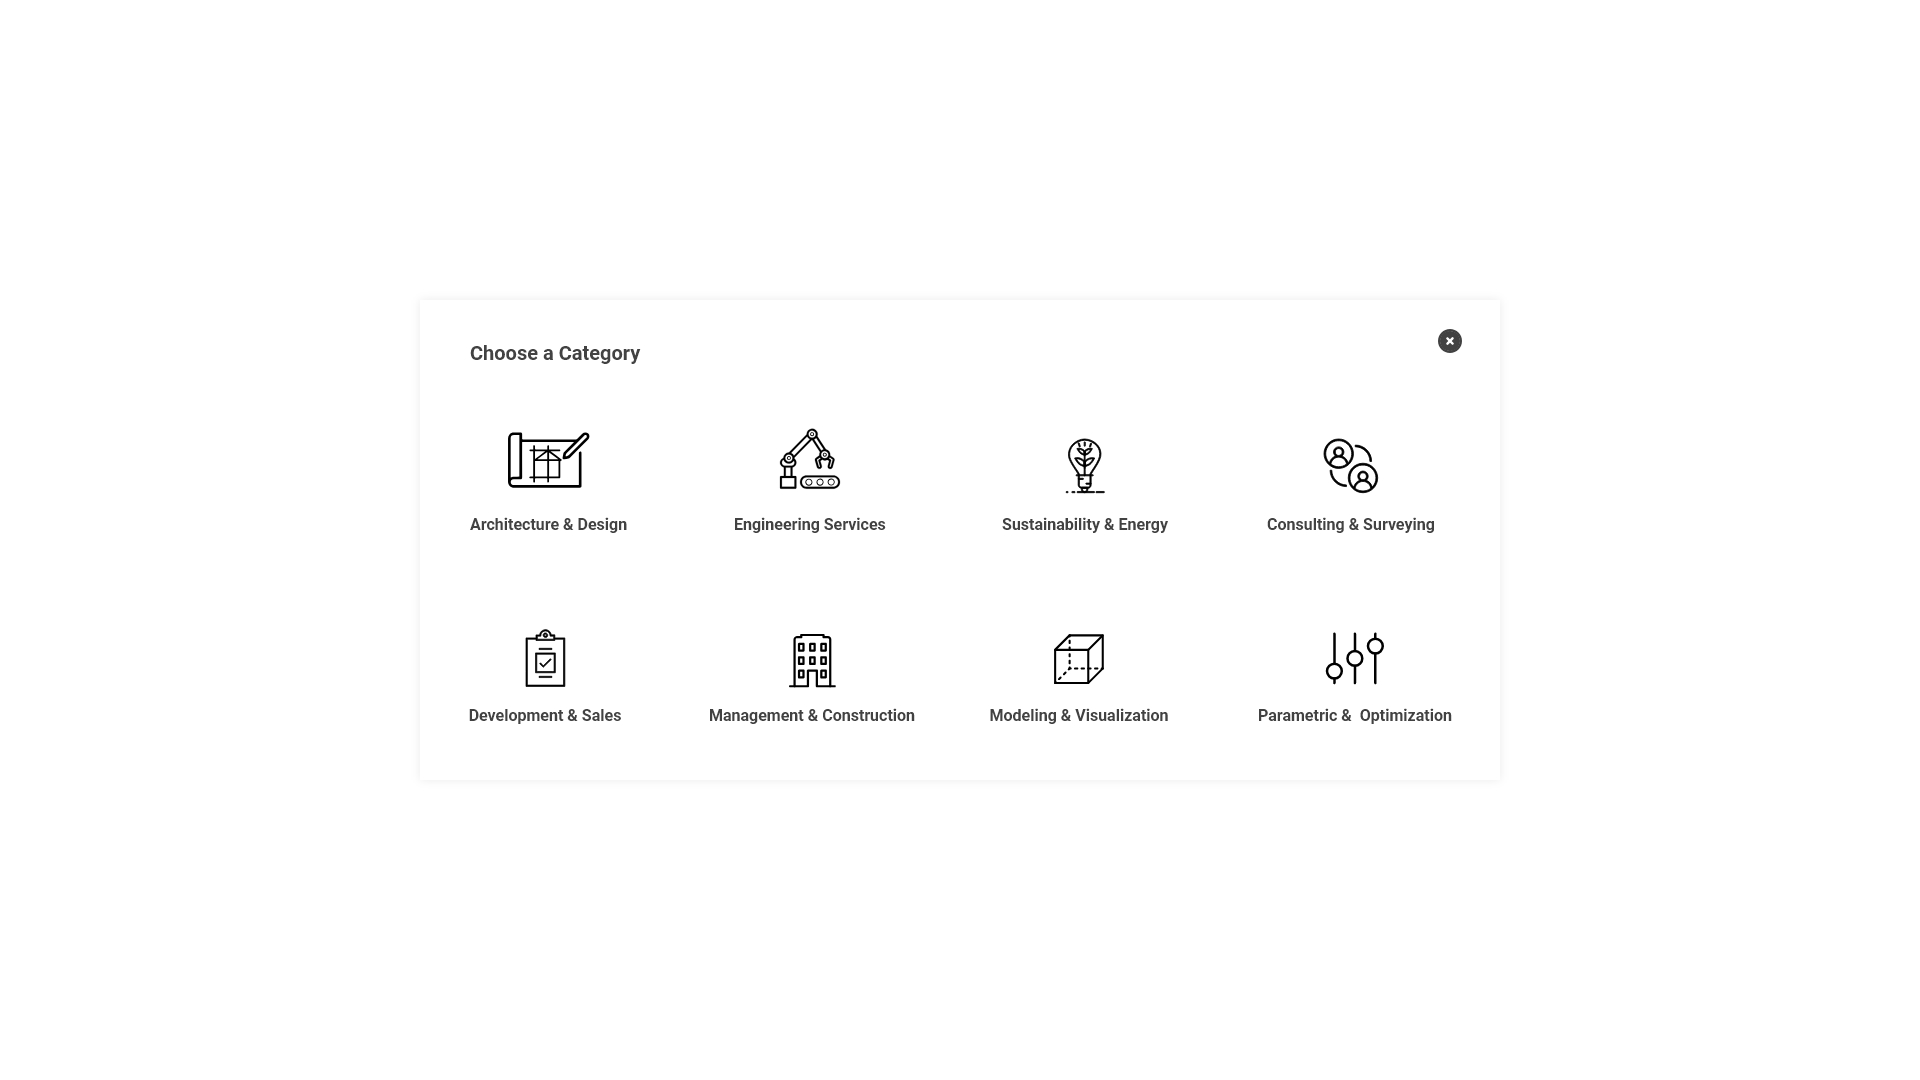 Choose a Category
Architecture & Design
Engineering Services
Sustainability & Energy
Consulting & Surveying
Development & Sales
Management & Construction
Modeling & Visualization
Parametric &  Optimization